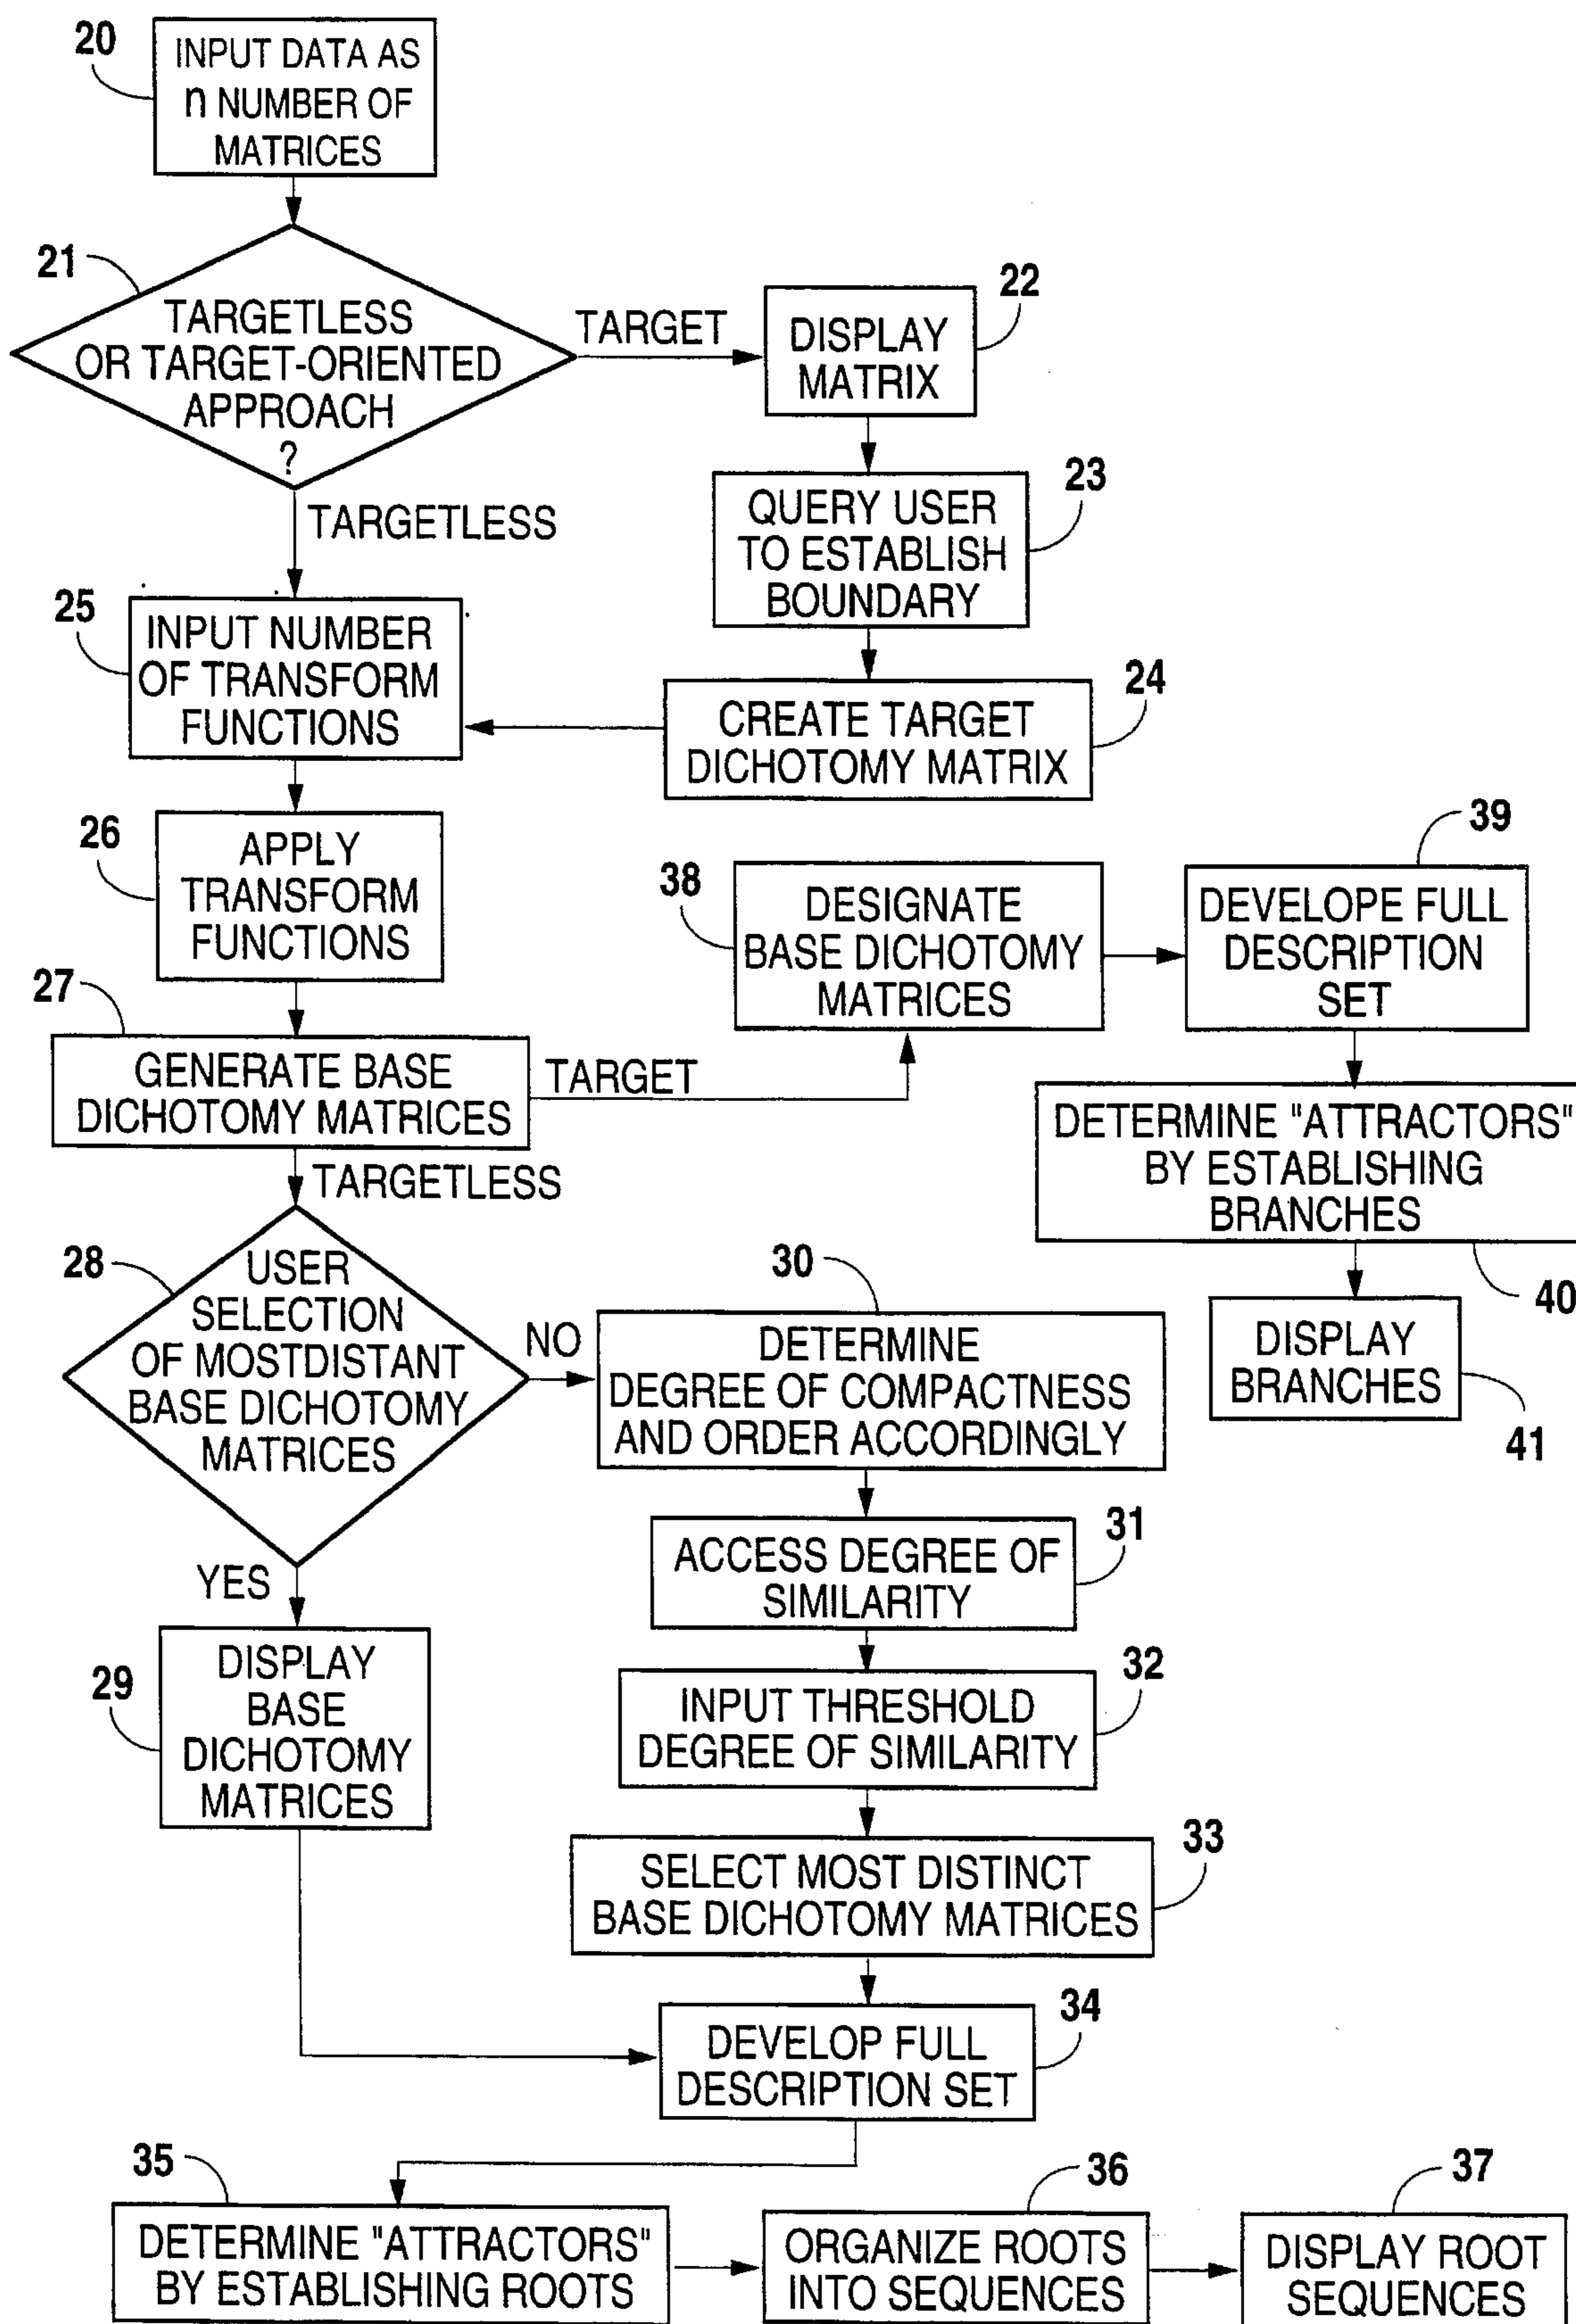 20
INPUT DATA AS
n NUMBER OF
MATRICES
21
TARGETLESS
OR TARGET-ORIENTED
APPROACH
?
TARGET
22
DISPLAY
MATRIX
TARGETLESS
23
QUERY USER
TO ESTABLISH
BOUNDARY
24
CREATE TARGET
DICHOTOMY MATRIX
25
INPUT NUMBER
OF TRANSFORM
FUNCTIONS
26
APPLY
TRANSFORM
FUNCTIONS
27
GENERATE BASE
DICHOTOMY MATRICES
TARGET
38
DESIGNATE
BASE DICHOTOMY
MATRICES
39
DEVELOPE FULL
DESCRIPTION
SET
DETERMINE "ATTRACTORS"
BY ESTABLISHING
BRANCHES
40
DISPLAY
BRANCHES
41
TARGETLESS
28
USER
SELECTION
OF MOSTDISTANT
BASE DICHOTOMY
MATRICES
NO
30
DETERMINE
DEGREE OF COMPACTNESS
AND ORDER ACCORDINGLY
31
ACCESS DEGREE OF
SIMILARITY
YES
29
DISPLAY
BASE
DICHOTOMY
MATRICES
32
INPUT THRESHOLD
DEGREE OF SIMILARITY
33
SELECT MOST DISTINCT
BASE DICHOTOMY MATRICES
34
DEVELOP FULL
DESCRIPTION SET
35
DETERMINE "ATTRACTORS"
BY ESTABLISHING ROOTS
36
ORGANIZE ROOTS
INTO SEQUENCES
37
DISPLAY ROOT
SEQUENCES